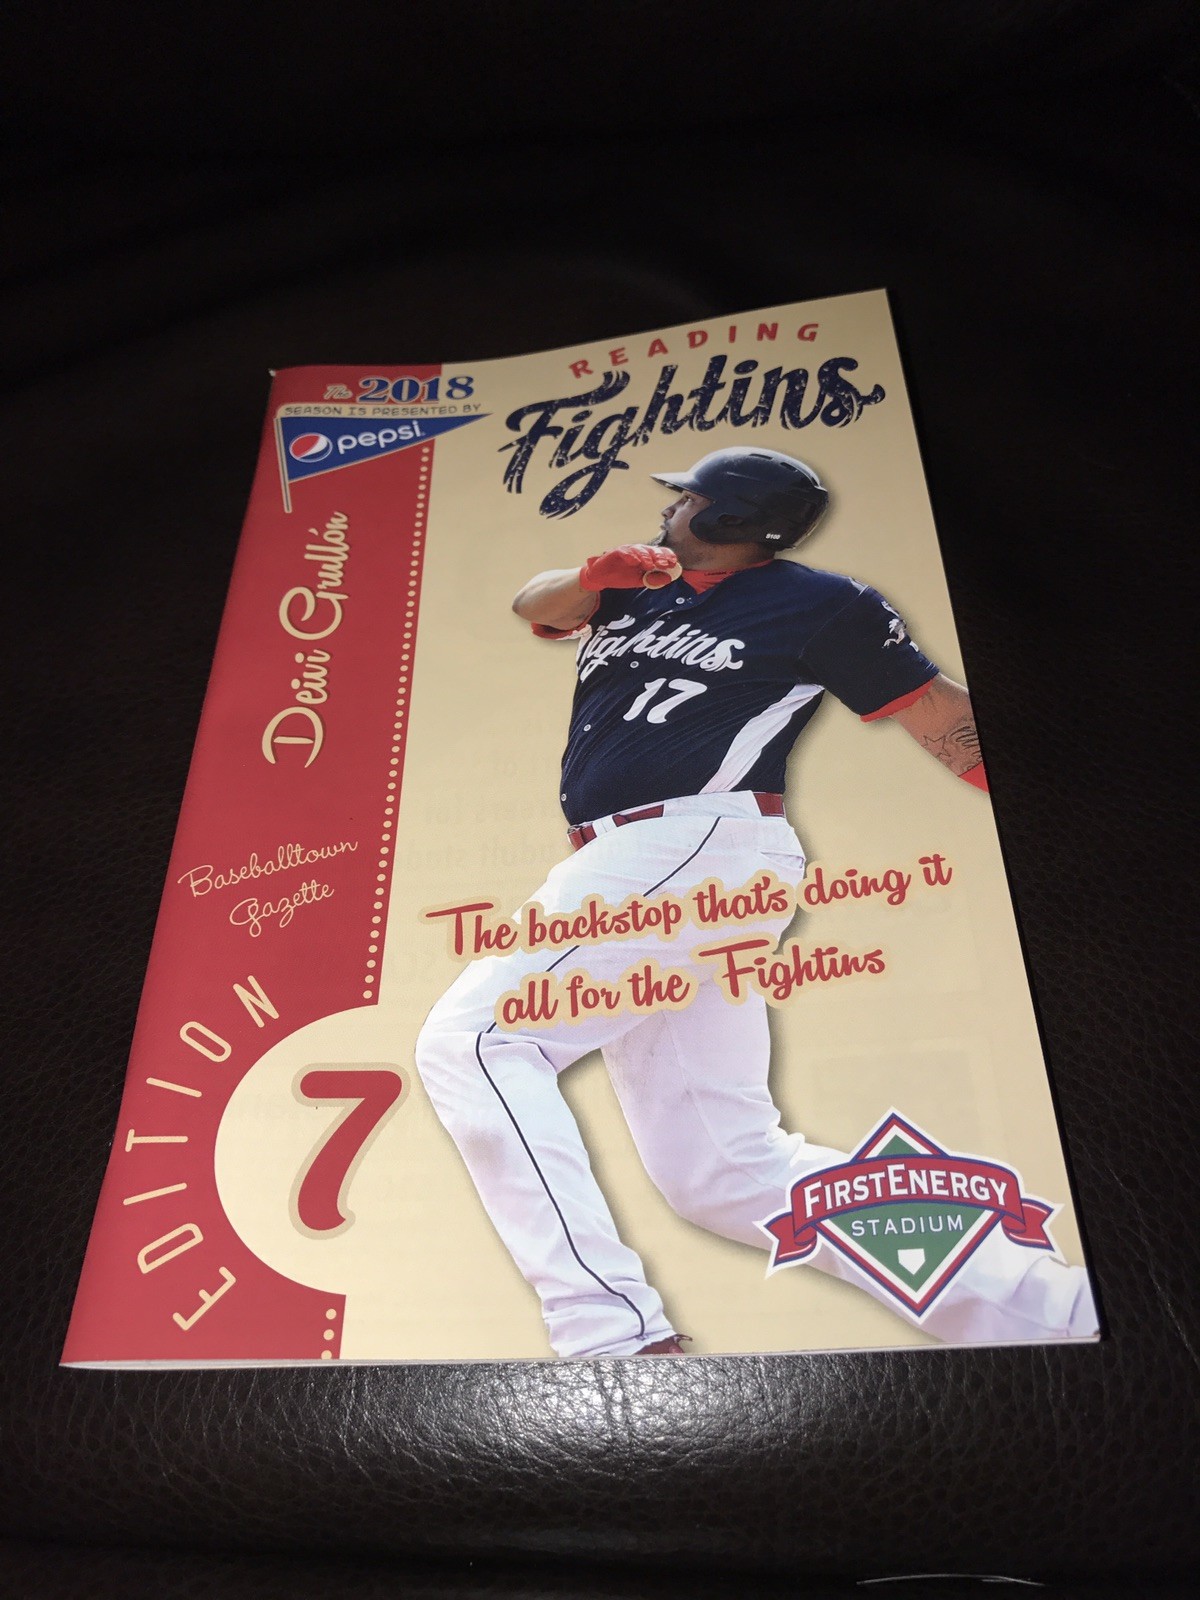 READING
Fightins
The 2018
SEASON IS PRESENTED BY
pepsi
Deivi Grullón
Baseballtown
Gazette
EDITION
7
Fightins
17
The backstop that's doing it
all for the Fightins
FIRSTENERGY
STADIUM